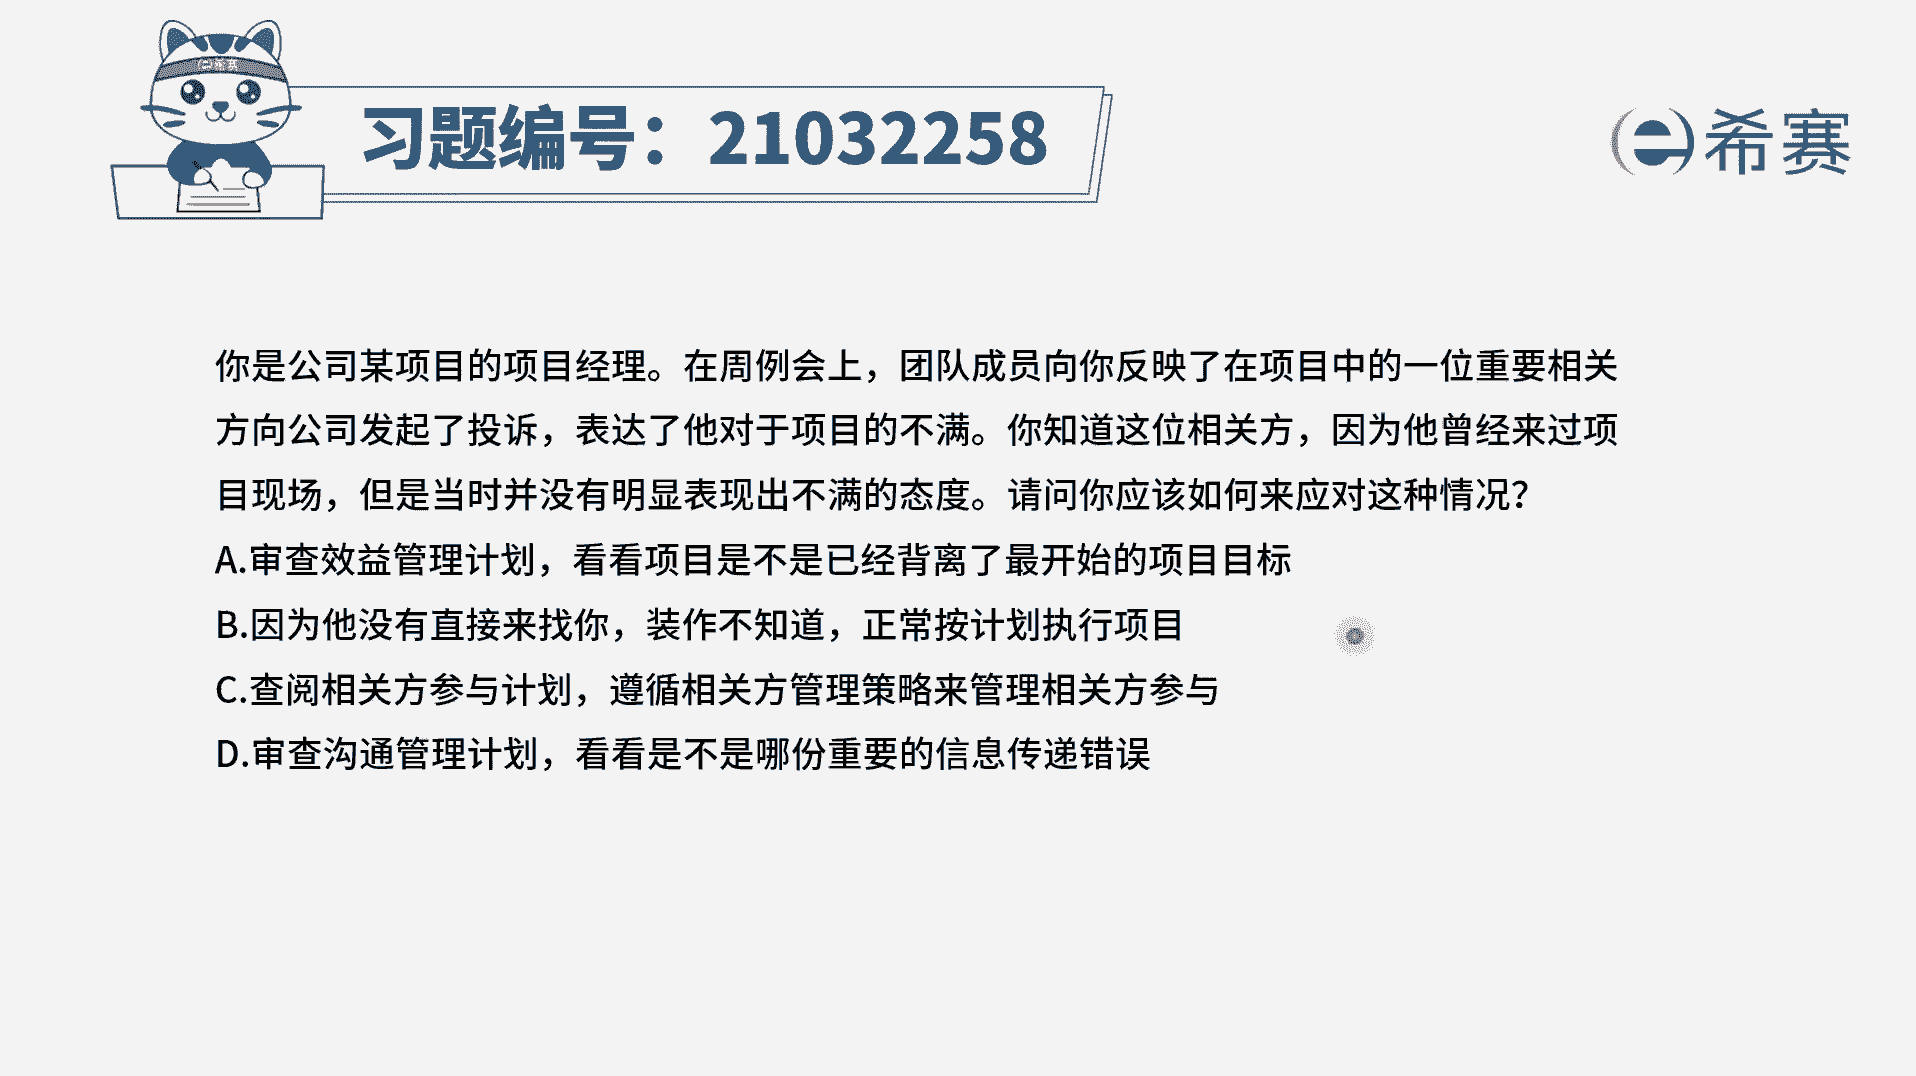 希赛
习题编号：21032258
希赛
你是公司某项目的项目经理。在周例会上，团队成员向你反映了在项目中的一位重要相关
方向公司发起了投诉，表达了他对于项目的不满。你知道这位相关方，因为他曾经来过项
目现场，但是当时并没有明显表现出不满的态度。请问你应该如何来应对这种情况？
A.审查效益管理计划，看看项目是不是已经背离了最开始的项目目标
B.因为他没有直接来找你，装作不知道，正常按计划执行项目
C.查阅相关方参与计划，遵循相关方管理策略来管理相关方参与
D.审查沟通管理计划，看看是不是哪份重要的信息传递错误